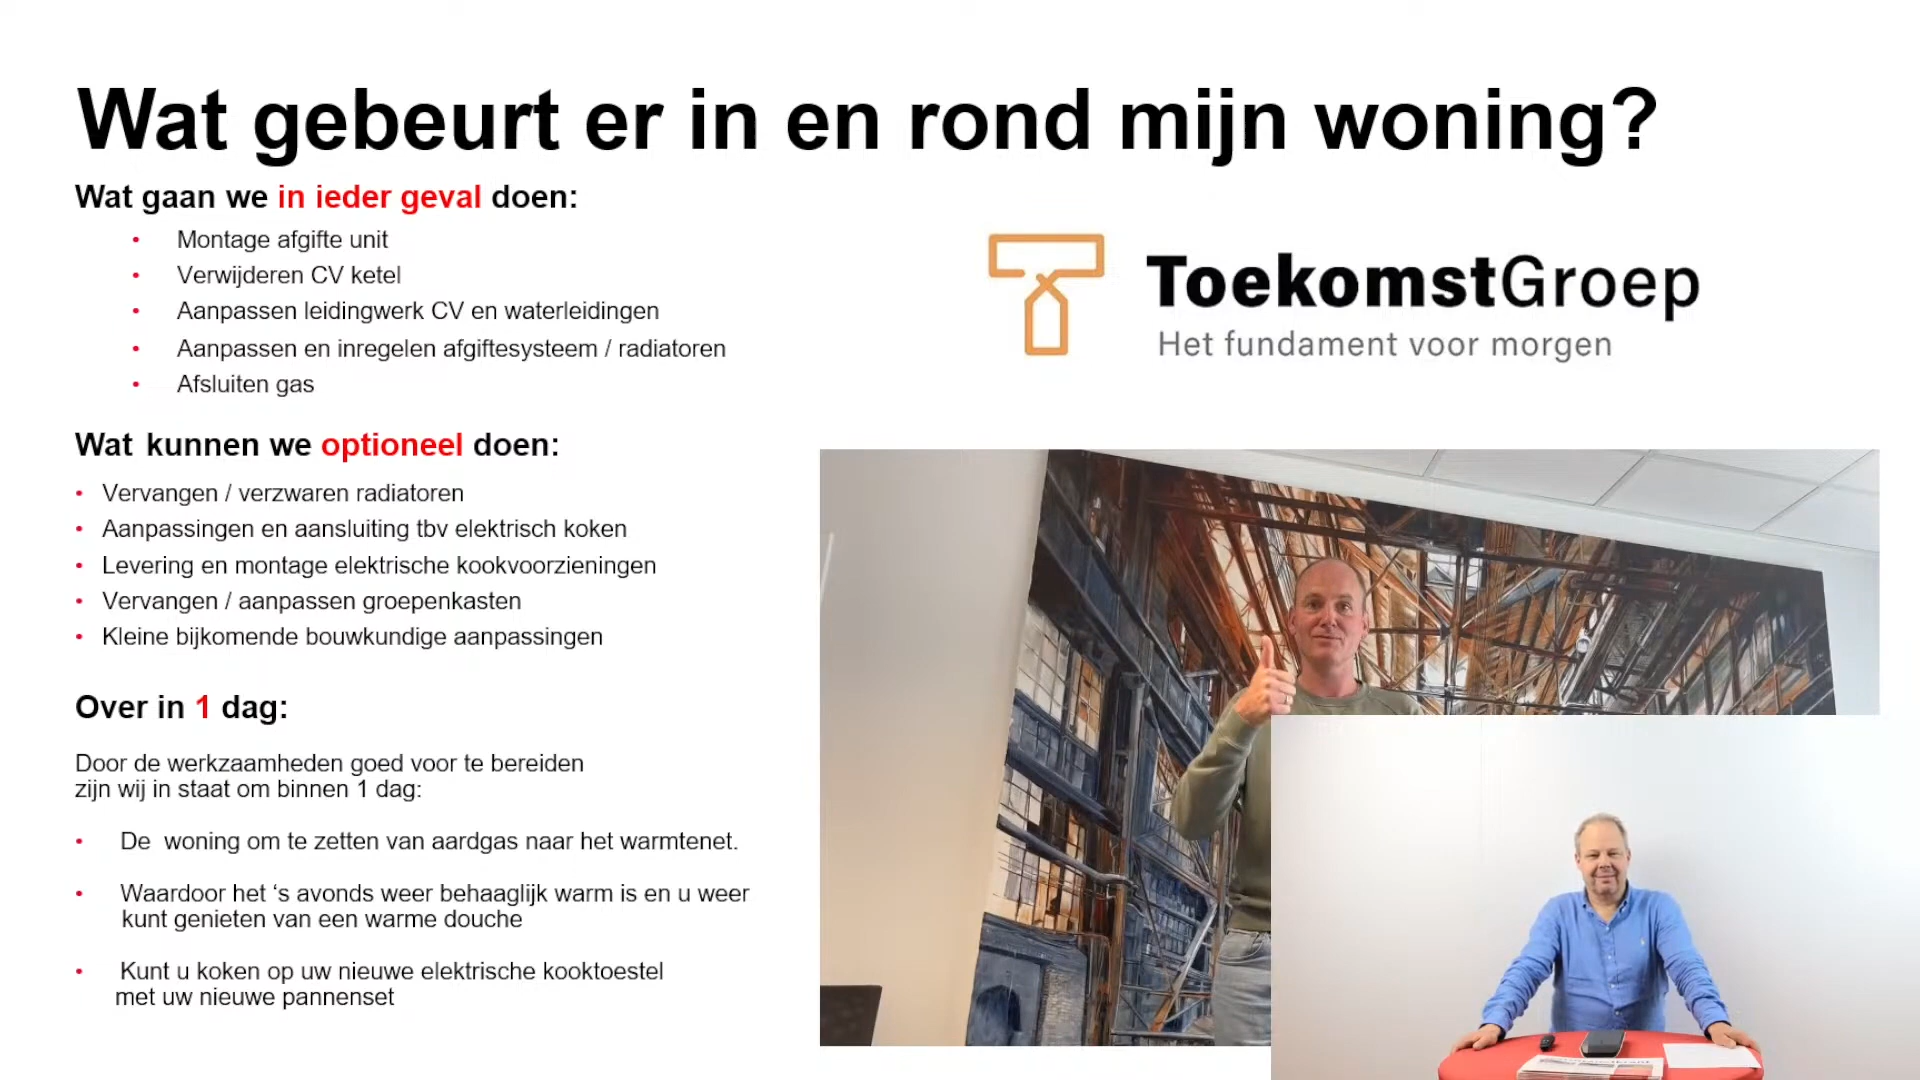 Wat gebeurt er in en rond mijn woning?
Wat gaan we in ieder geval doen:
• Montage afgifte unit
• Verwijderen CV ketel
• Aanpassen leidingwerk CV en waterleidingen
• Aanpassen en inregelen afgiftesysteem / radiatoren
• Afsluiten gas
ToekomstGroep
Het fundament voor morgen
Wat kunnen we optioneel doen:
• Vervangen / verzwaren radiatoren
• Aanpassingen en aansluiting tbv elektrisch koken
• Levering en montage elektrische kookvoorzieningen
• Vervangen / aanpassen groepenkasten
• Kleine bijkomende bouwkundige aanpassingen
Over in 1 dag:
Door de werkzaamheden goed voor te bereiden
zijn wij in staat om binnen 1 dag:
• De woning om te zetten van aardgas naar het warmtenet.
• Waardoor het ‘s avonds weer behaaglijk warm is en u weer
kunt genieten van een warme douche
• Kunt u koken op uw nieuwe elektrische kooktoestel
met uw nieuwe pannenset